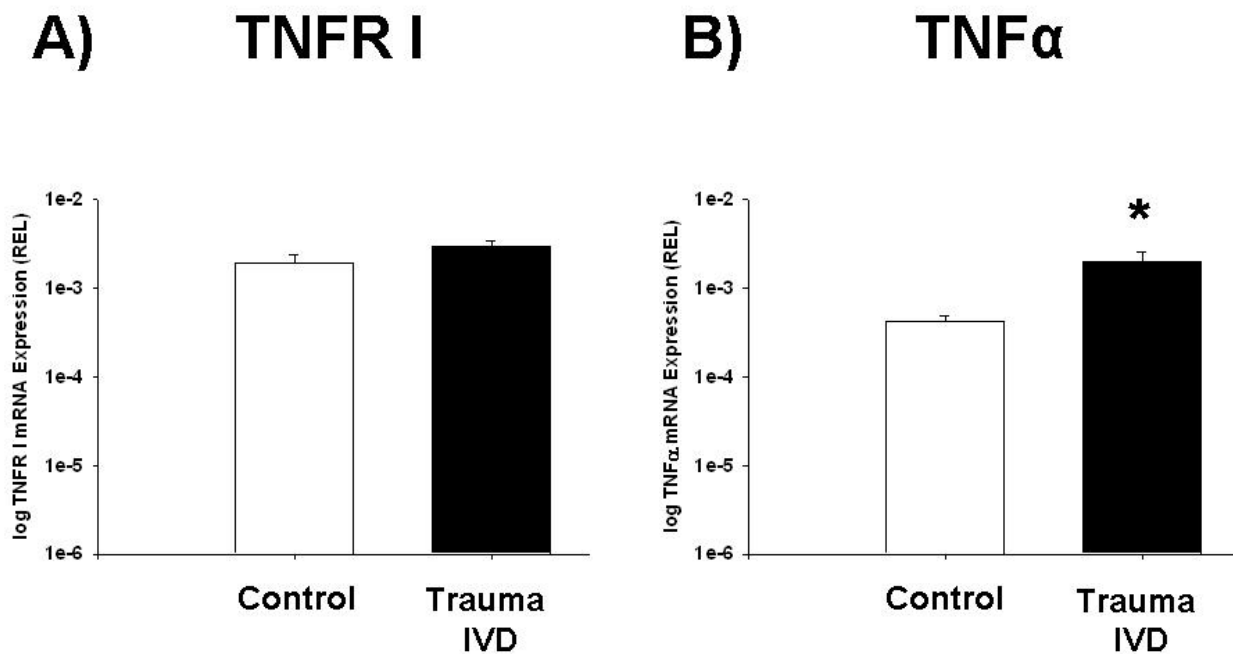 A) TNFR I
log TNFR I mRNA Expression (REL)
1e-2
1e-3
1e-4
1e-5
1e-6
Control
Trauma
IVD
B) TNFα
log TNFα mRNA Expression (REL)
1e-2
*
1e-3
1e-4
1e-5
1e-6
Control
Trauma
IVD